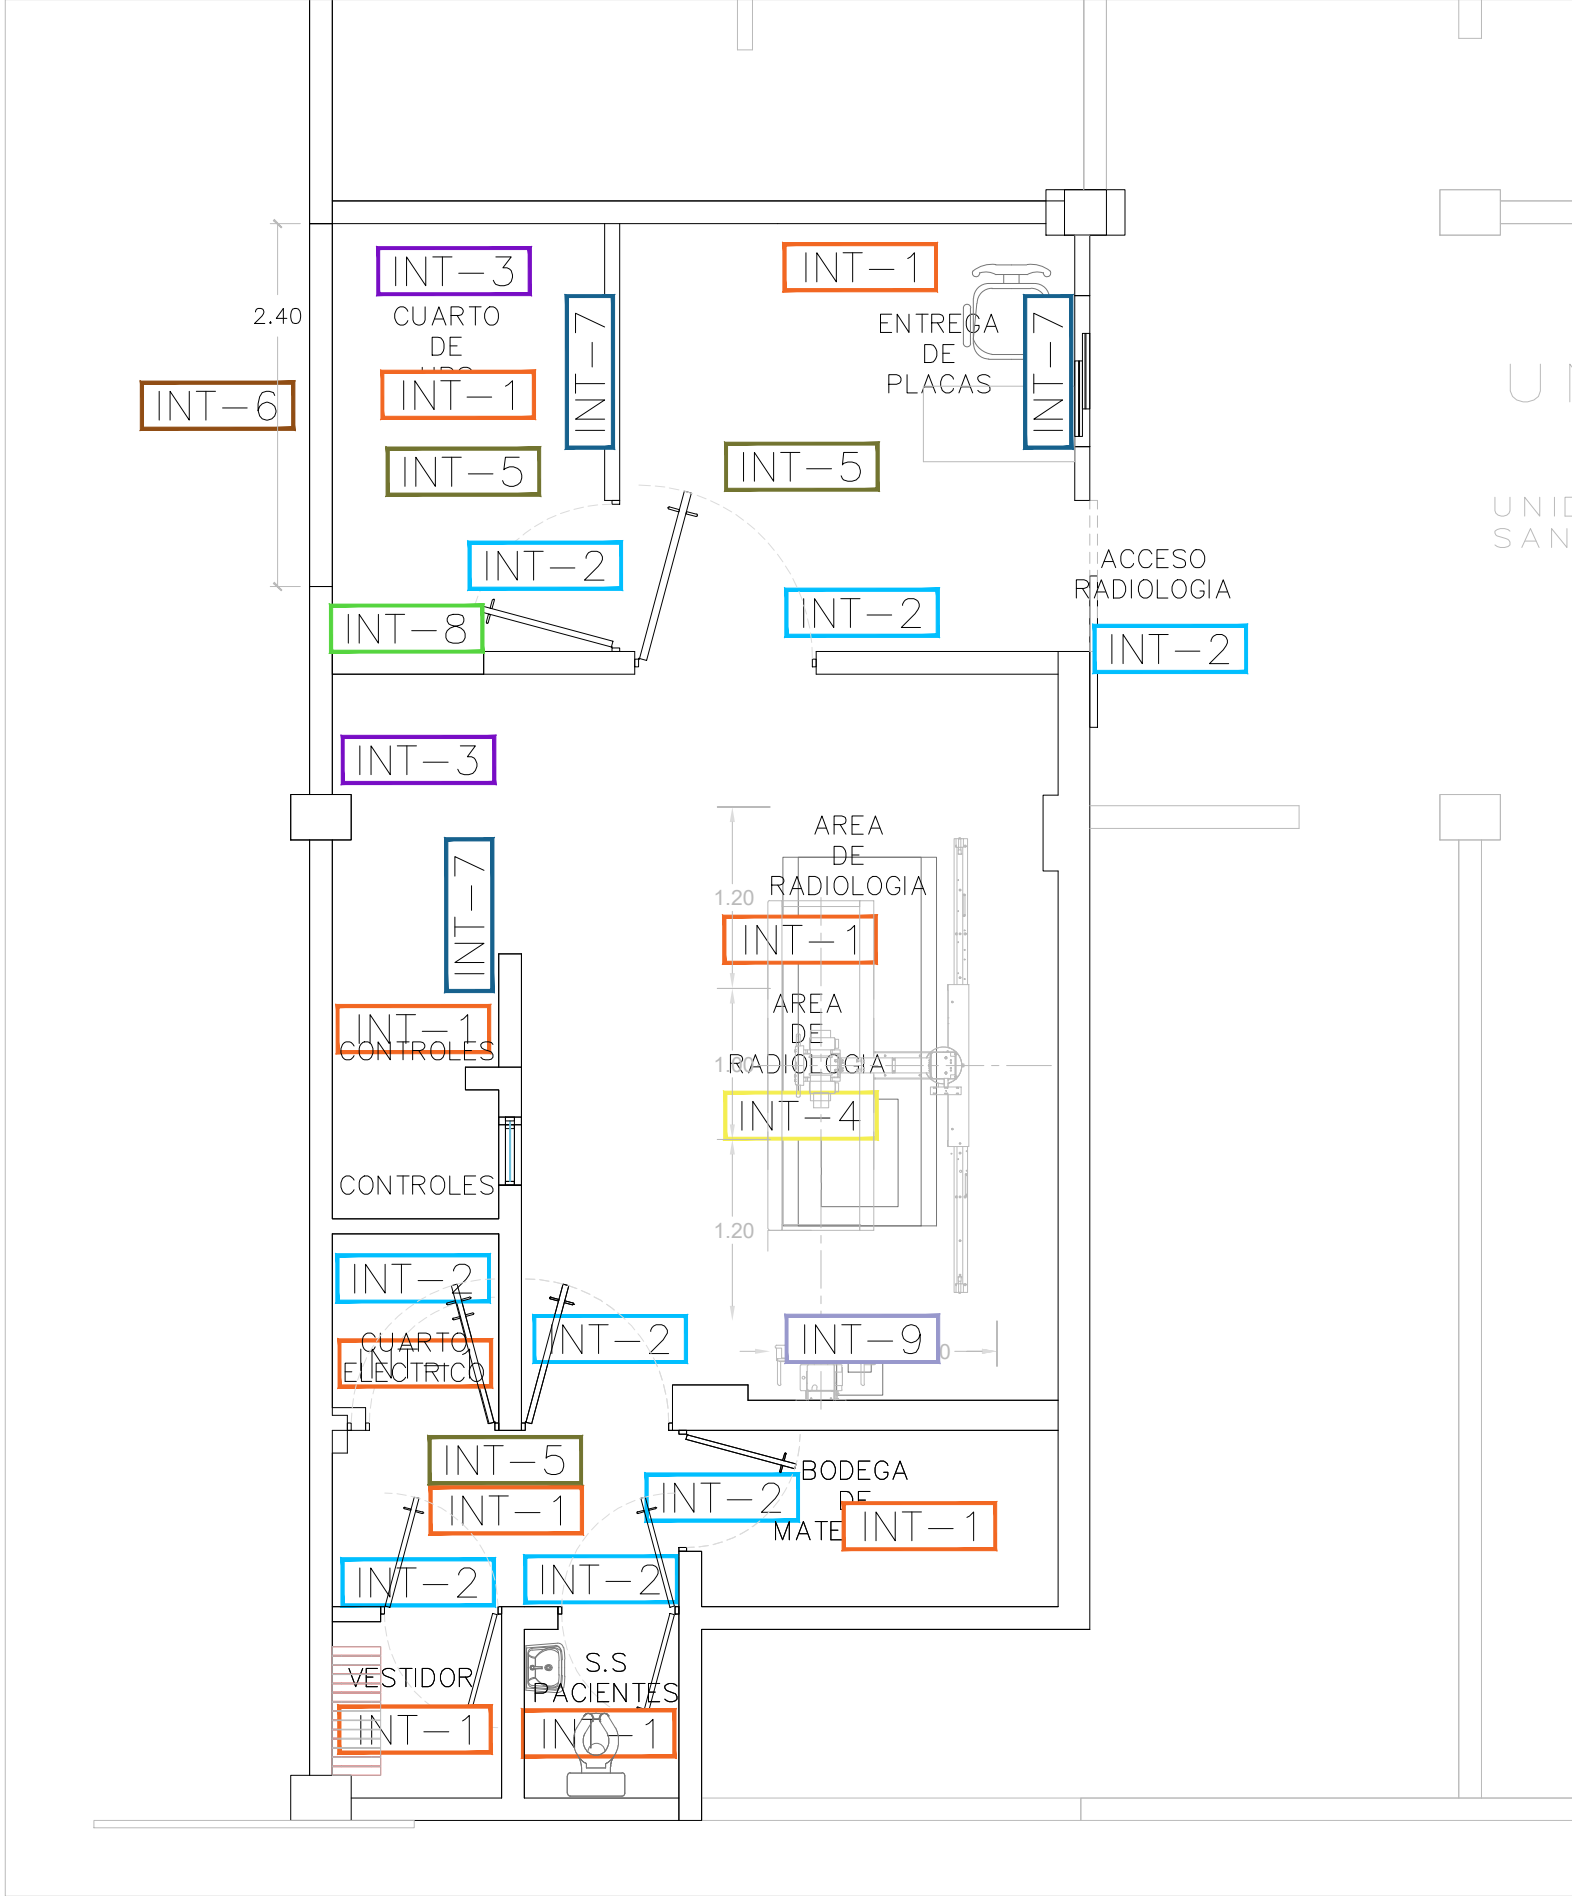 INT-3
INT-1
CUARTO
DE
2.40
ENTREGA
DE
PLACAS
INT-7
INT-7
INT-1
INT-6
INT-5
INT-5
UNID
SAN
INT-2
ACCESO
RADIOLOGIA
INT-2
INT-8
INT-2
INT-3
AREA
DE
RADIOLOGIA
1.20
INT-7
INT-1
AREA
DE
RADIOLOGIA
INT-1
CONTROLES
INT-4
CONTROLES
1.20
INT-2
INT-2
INT-9
CUARTO
ELECTRICO
INT-5
INT-1
INT-2
BODEGA
DE
MATE
INT-1
INT-2
INT-2
VESTIDOR
S.S
PACIENTES
INT-1
INT-1